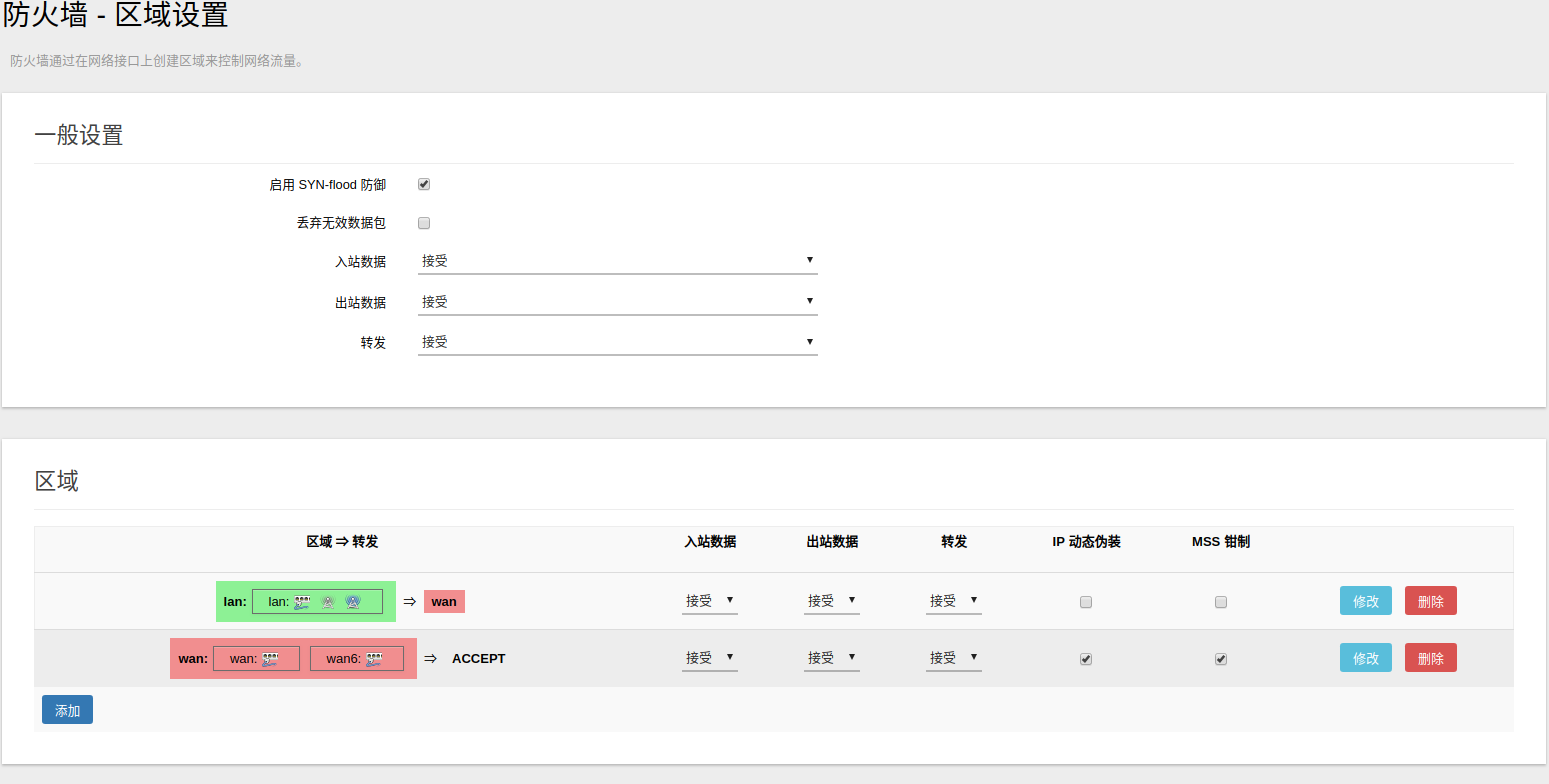 防火墙 - 区域设置
防火墙通过在网络接口上创建区域来控制网络流量。
一般设置
启用 SYN-flood 防御
丢弃无效数据包
入站数据 接受
出站数据 接受
转发 接受
区域
区域 ⇒ 转发 入站数据 出站数据 转发 IP 动态伪装 MSS 钳制
lan: lan: ⇒ wan 接受 接受 接受 修改 删除
wan: wan: wan6: ⇒ ACCEPT 接受 接受 接受 修改 删除
添加